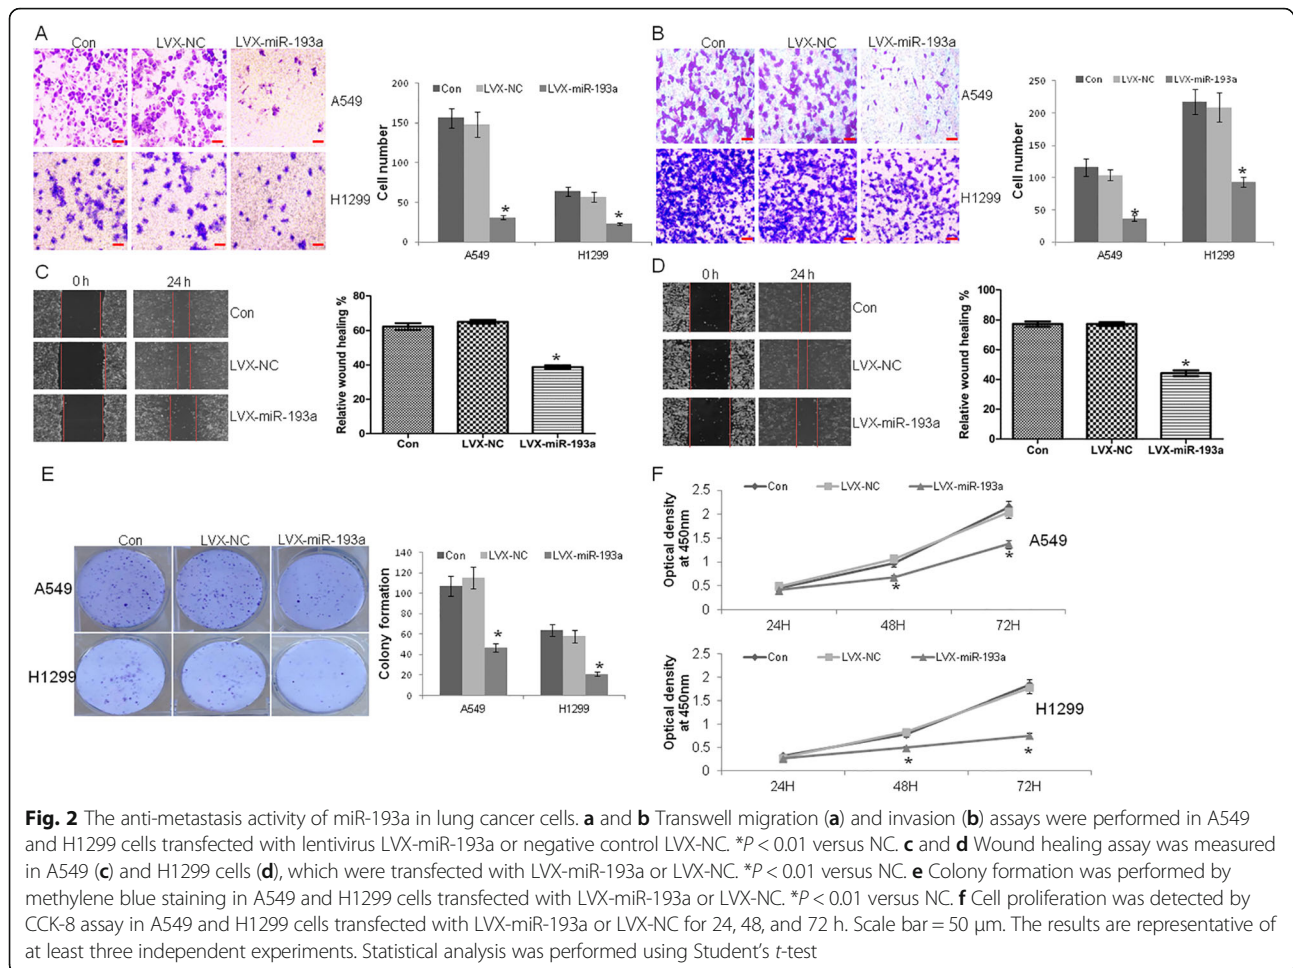 A
Con LVX-NC LVX-miR-193a
A549
H1299
Con LVX-NC LVX-miR-193a
Cell number
200
150
100
50
0
*
*
A549 H1299
B
Con LVX-NC LVX-miR-193a
A549
H1299
Con LVX-NC LVX-miR-193a
Cell number
250
200
150
100
50
0
*
*
A549 H1299
C
0 h 24 h
Con
LVX-NC
LVX-miR-193a
Relative wound healing %
80
60
40
20
0
*
Con LVX-NC LVX-miR-193a
D
0 h 24 h
Con
LVX-NC
LVX-miR-193a
Relative wound healing %
100
80
60
40
20
0
*
Con LVX-NC LVX-miR-193a
E
Con LVX-NC LVX-miR-193a
A549
H1299
Con LVX-NC LVX-miR-193a
Colony formation
140
120
100
80
60
40
20
0
*
*
A549 H1299
F
Con LVX-NC LVX-miR-193a
Optical density
at 450nm
2.5
2
1.5
1
0.5
0
A549
*
*
24H 48H 72H
Con LVX-NC LVX-miR-193a
Optical density
at 450nm
2.5
2
1.5
1
0.5
0
H1299
*
*
24H 48H 72H
Fig. 2 The anti-metastasis activity of miR-193a in lung cancer cells. a and b Transwell migration (a) and invasion (b) assays were performed in A549
and H1299 cells transfected with lentivirus LVX-miR-193a or negative control LVX-NC. *P < 0.01 versus NC. c and d Wound healing assay was measured
in A549 (c) and H1299 cells (d), which were transfected with LVX-miR-193a or LVX-NC. *P < 0.01 versus NC. e Colony formation was performed by
methylene blue staining in A549 and H1299 cells transfected with LVX-miR-193a or LVX-NC. *P < 0.01 versus NC. f Cell proliferation was detected by
CCK-8 assay in A549 and H1299 cells transfected with LVX-miR-193a or LVX-NC for 24, 48, and 72 h. Scale bar = 50 μm. The results are representative of
at least three independent experiments. Statistical analysis was performed using Student's t-test